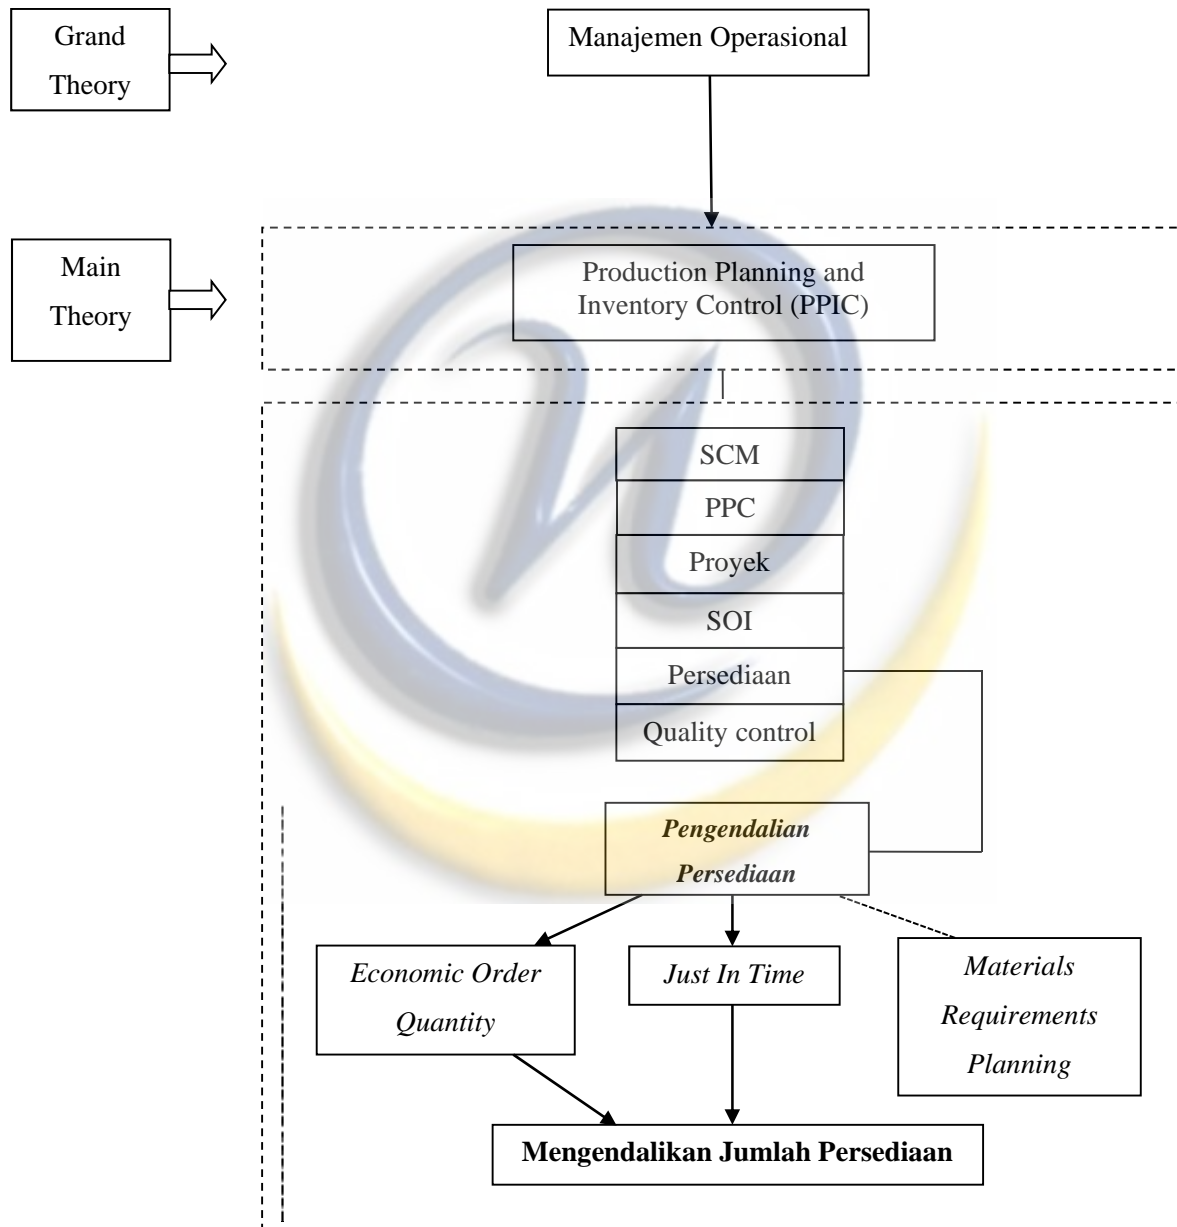 Grand
Theory
Manajemen Operasional
Main
Theory
Production Planning and
Inventory Control (PPIC)
SCM
PPC
Proyek
SOI
Persediaan
Quality control
Pengendalian
Persediaan
Economic Order
Quantity
Just In Time
Materials
Requirements
Planning
Mengendalikan Jumlah Persediaan